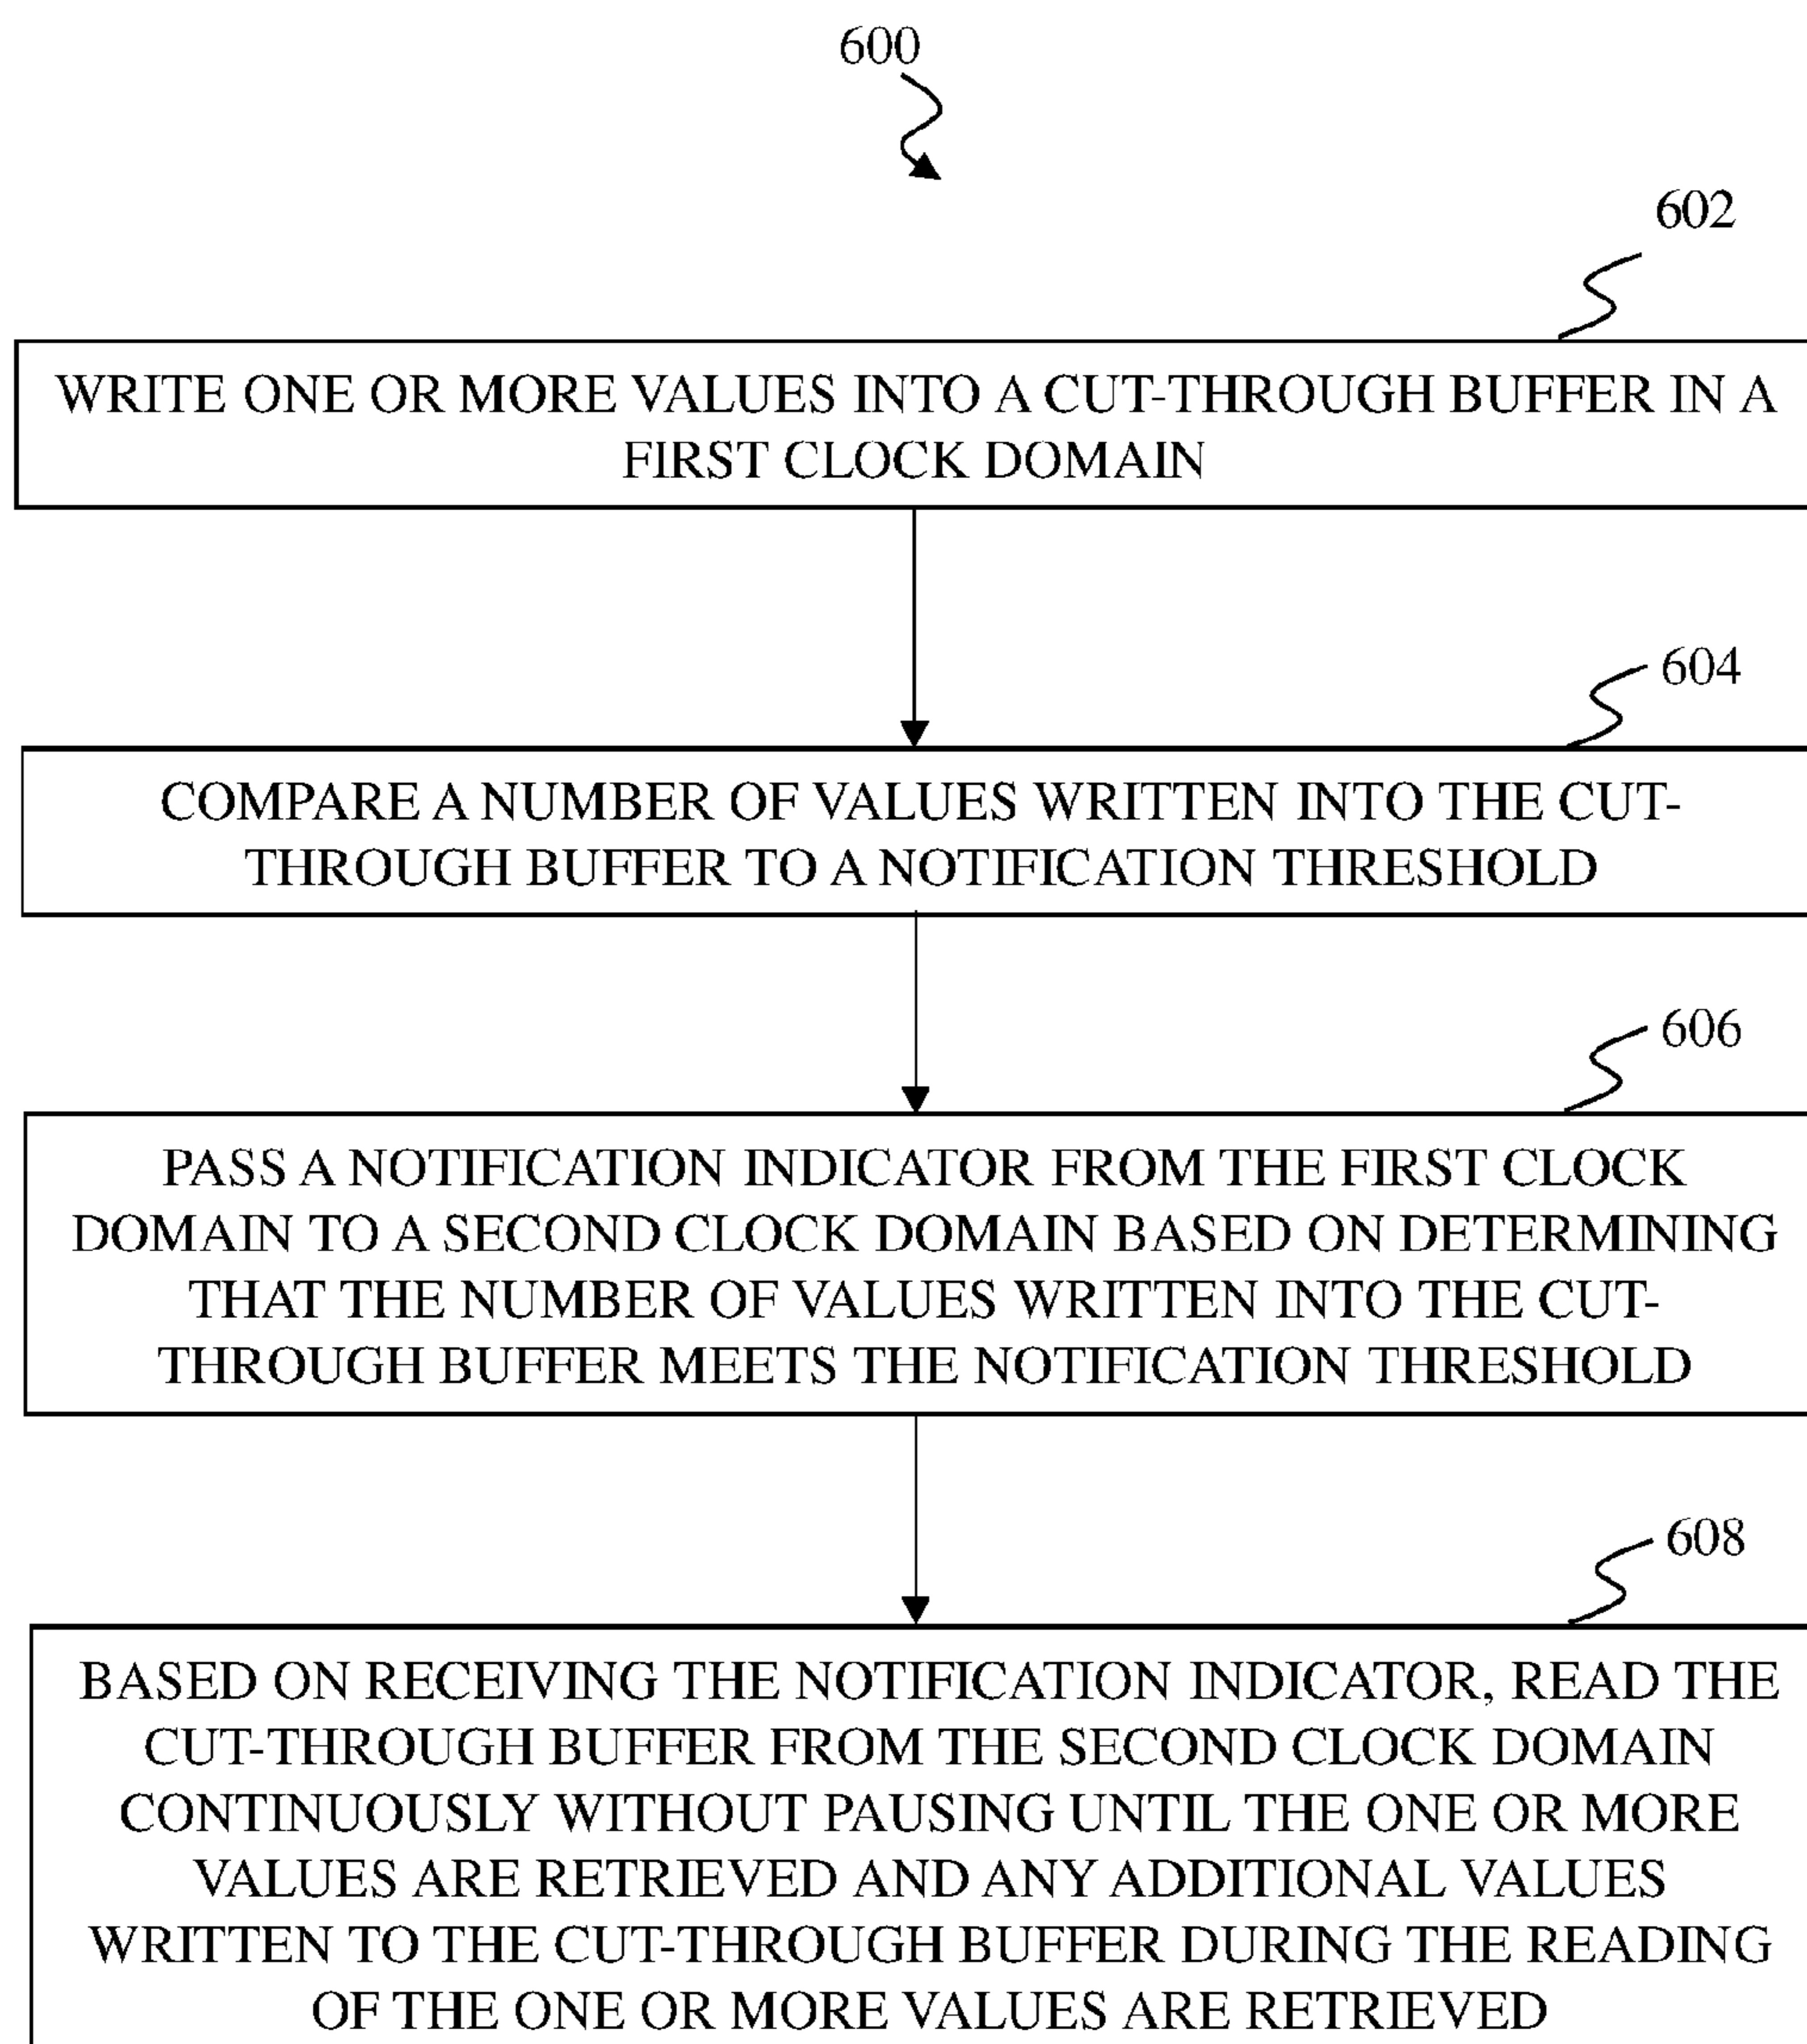 600
602
WRITE ONE OR MORE VALUES INTO A CUT-THROUGH BUFFER IN A
FIRST CLOCK DOMAIN
604
COMPARE A NUMBER OF VALUES WRITTEN INTO THE CUT-
THROUGH BUFFER TO A NOTIFICATION THRESHOLD
606
PASS A NOTIFICATION INDICATOR FROM THE FIRST CLOCK
DOMAIN TO A SECOND CLOCK DOMAIN BASED ON DETERMINING
THAT THE NUMBER OF VALUES WRITTEN INTO THE CUT-
THROUGH BUFFER MEETS THE NOTIFICATION THRESHOLD
608
BASED ON RECEIVING THE NOTIFICATION INDICATOR, READ THE
CUT-THROUGH BUFFER FROM THE SECOND CLOCK DOMAIN
CONTINUOUSLY WITHOUT PAUSING UNTIL THE ONE OR MORE
VALUES ARE RETRIEVED AND ANY ADDITIONAL VALUES
WRITTEN TO THE CUT-THROUGH BUFFER DURING THE READING
OF THE ONE OR MORE VALUES ARE RETRIEVED